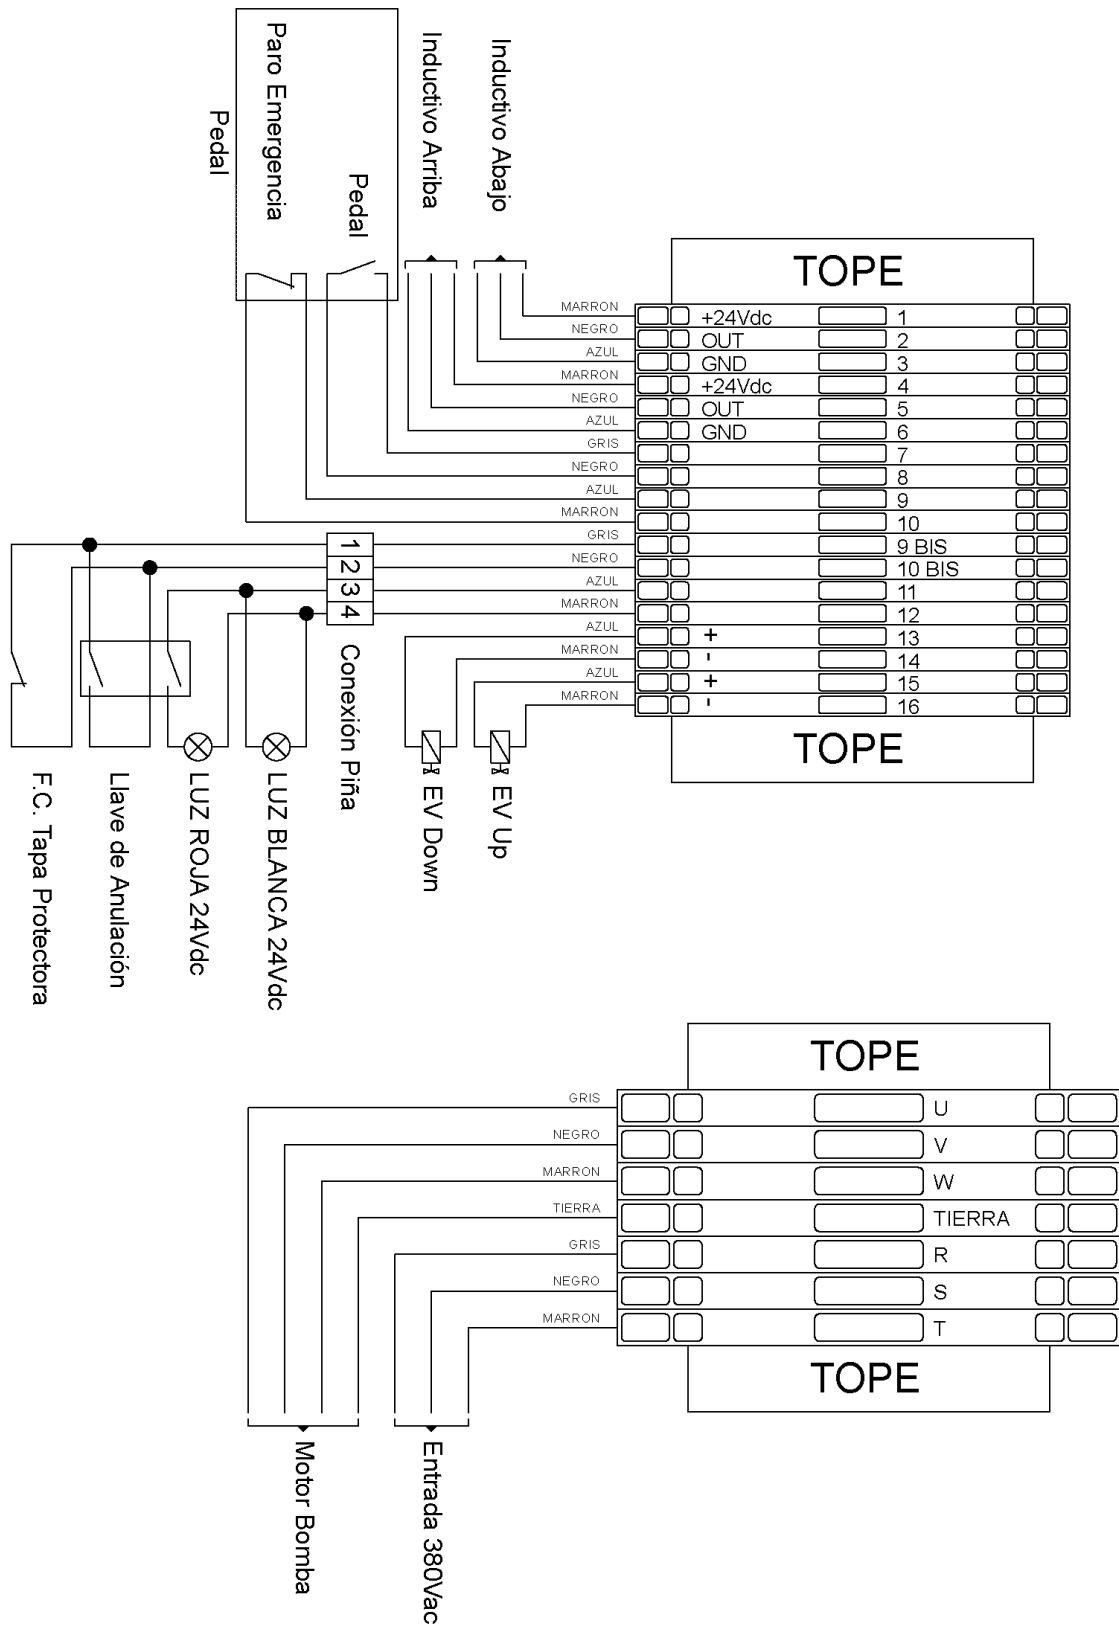 Paro Emergencia
Pedal
Pedal
Inductivo Arriba
Inductivo Abajo
TOPE
MARRON +24Vdc 1
NEGRO OUT 2
AZUL GND 3
MARRON +24Vdc 4
NEGRO OUT 5
AZUL GND 6
GRIS 7
NEGRO 8
AZUL 9
MARRON 10
1 GRIS 9 BIS
2 NEGRO 10 BIS
3 AZUL 11
4 MARRON 12
AZUL + 13
MARRON - 14
AZUL + 15
MARRON - 16
TOPE
Conexión Piña
EV Up
EV Down
LUZ BLANCA 24Vdc
LUZ ROJA 24Vdc
Llave de Anulación
F.C. Tapa Protectora
TOPE
GRIS U
NEGRO V
MARRON W
TIERRA TIERRA
GRIS R
NEGRO S
MARRON T
TOPE
Motor Bomba
Entrada 380Vac